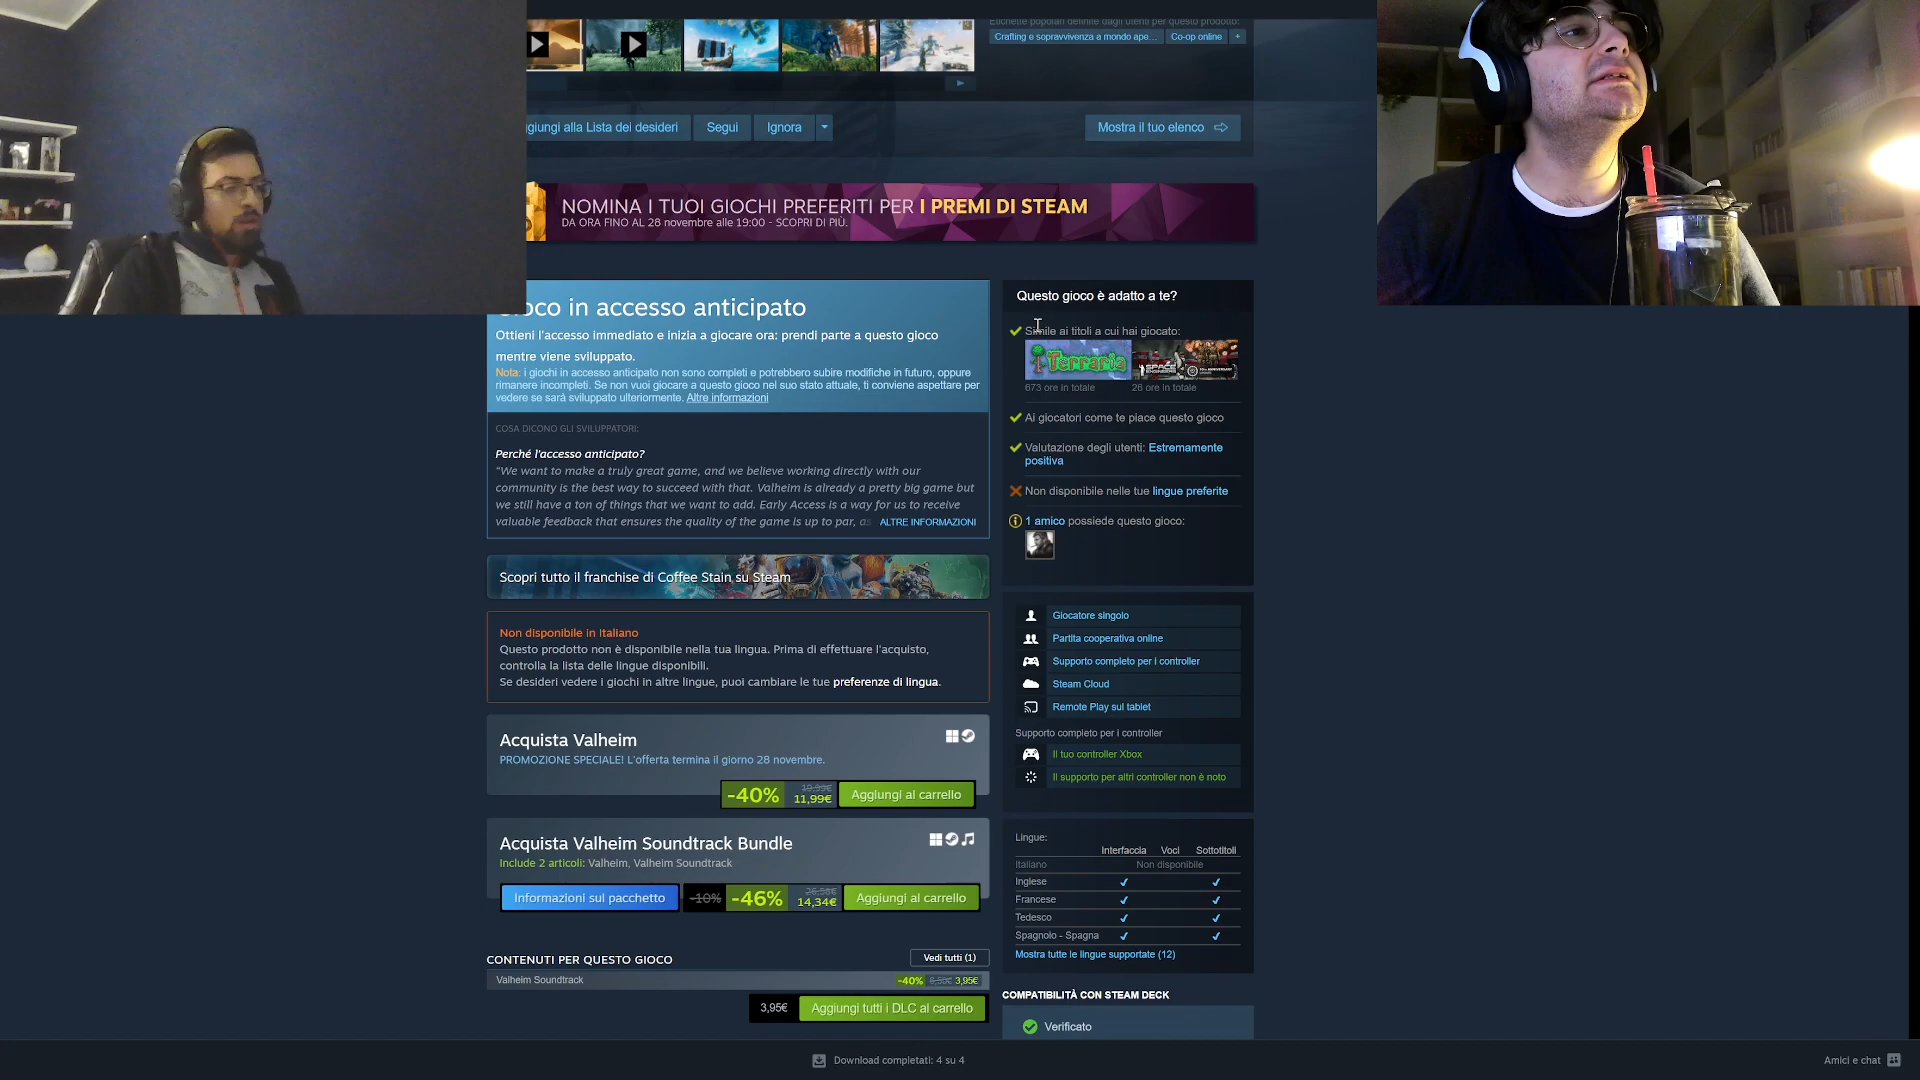 Etichette popolari definite dagli utenti per questo prodotto:
Crafting e sopravvivenza a mondo ape...
Co-op online
+
giungi alla Lista dei desideri
Segui
Ignora
Mostra il tuo elenco
NOMINA I TUOI GIOCHI PREFERITI PER I PREMI DI STEAM
DA ORA FINO AL 28 novembre alle 19:00 - SCOPRI DI PIÙ.
oco in accesso anticipato
Ottieni l'accesso immediato e inizia a giocare ora: prendi parte a questo gioco
mentre viene sviluppato.
Nota: i giochi in accesso anticipato non sono completi e potrebbero subire modifiche in futuro, oppure
rimanere incompleti. Se non vuoi giocare a questo gioco nel suo stato attuale, ti conviene aspettare per
vedere se sarà sviluppato ulteriormente. Altre informazioni
COSA DICONO GLI SVILUPPATORI:
Perché l'accesso anticipato?
"We want to make a truly great game, and we believe working directly with our
community is the best way to succeed with that. Valheim is already a pretty big game but
we still have a ton of things that we want to add. Early Access is a way for us to receive
valuable feedback that ensures the quality of the game is up to par, as
ALTRE INFORMAZIONI
Scopri tutto il franchise di Coffee Stain su Steam
Non disponibile in Italiano
Questo prodotto non è disponibile nella tua lingua. Prima di effettuare l'acquisto,
controlla la lista delle lingue disponibili.
Se desideri vedere i giochi in altre lingue, puoi cambiare le tue preferenze di lingua.
Acquista Valheim
PROMOZIONE SPECIALE! L'offerta termina il giorno 28 novembre.
-40%
19,99€
11,99€
Aggiungi al carrello
Acquista Valheim Soundtrack Bundle
Include 2 articoli: Valheim, Valheim Soundtrack
Informazioni sul pacchetto
-10%
-46%
26,58€
14,34€
Aggiungi al carrello
CONTENUTI PER QUESTO GIOCO
Vedi tutti (1)
Valheim Soundtrack
-40%
6,59€
3,95€
3,95€
Aggiungi tutti i DLC al carrello
Questo gioco è adatto a te?
Simile ai titoli a cui hai giocato:
Terraria
SPACE ENGINEERS
673 ore in totale
26 ore in totale
Ai giocatori come te piace questo gioco
Valutazione degli utenti: Estremamente
positiva
Non disponibile nelle tue lingue preferite
1 amico possiede questo gioco:
Giocatore singolo
Partita cooperativa online
Supporto completo per i controller
Steam Cloud
Remote Play sul tablet
Supporto completo per i controller
Il tuo controller Xbox
Il supporto per altri controller non è noto
Lingue:
Interfaccia Voci Sottotitoli
Italiano Non disponibile
Inglese ✔ ✔
Francese ✔ ✔
Tedesco ✔ ✔
Spagnolo - Spagna ✔ ✔
Mostra tutte le lingue supportate (12)
COMPATIBILITÀ CON STEAM DECK
Verificato
Download completati: 4 su 4
Amici e chat